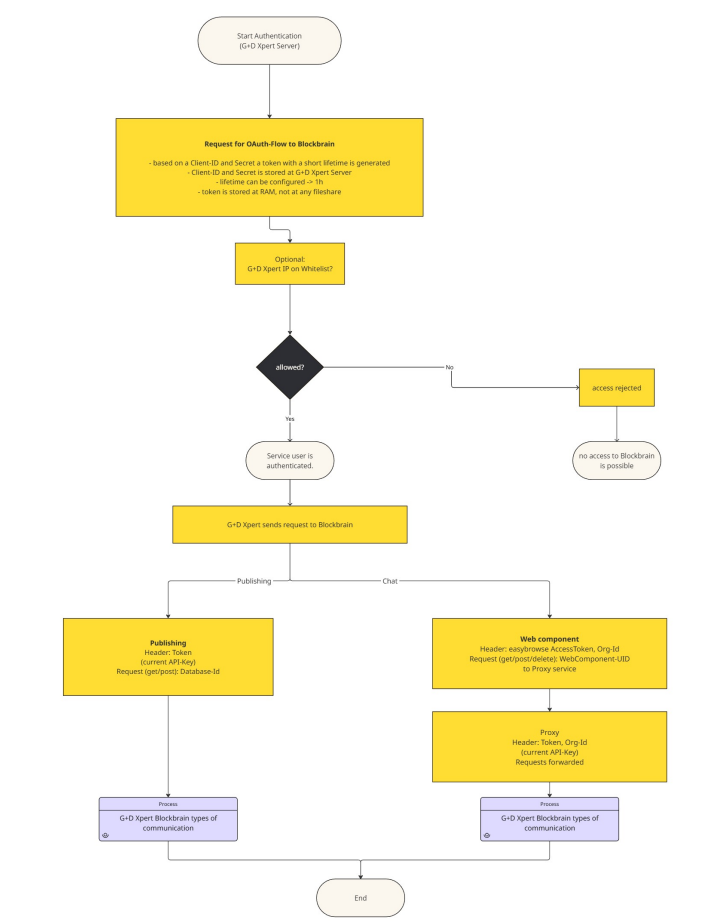 Start Authentication
(G+D Xpert Server)
Request for OAuth-Flow to Blockbrain
- based on a Client-ID and Secret a token with a short lifetime is generated
- Client-ID and Secret is stored at G+D Xpert Server
- lifetime can be configured -> 1h
- token is stored at RAM, not at any fileshare
Optional:
G+D Xpert IP on Whitelist?
allowed?
No
access rejected
Yes
Service user is
authenticated.
no access to Blockbrain
is possible
G+D Xpert sends request to Blockbrain
Publishing
Chat
Publishing
Header: Token
(current API-Key)
Request (get/post): Database-Id
Web component
Header: easybrowse AccessToken, Org-Id
Request (get/post/delete): WebComponent-UID
to Proxy service
Proxy
Header: Token, Org-Id
(current API-Key)
Requests forwarded
Process
G+D Xpert Blockbrain types of
communication
Process
G+D Xpert Blockbrain types of
communication
End